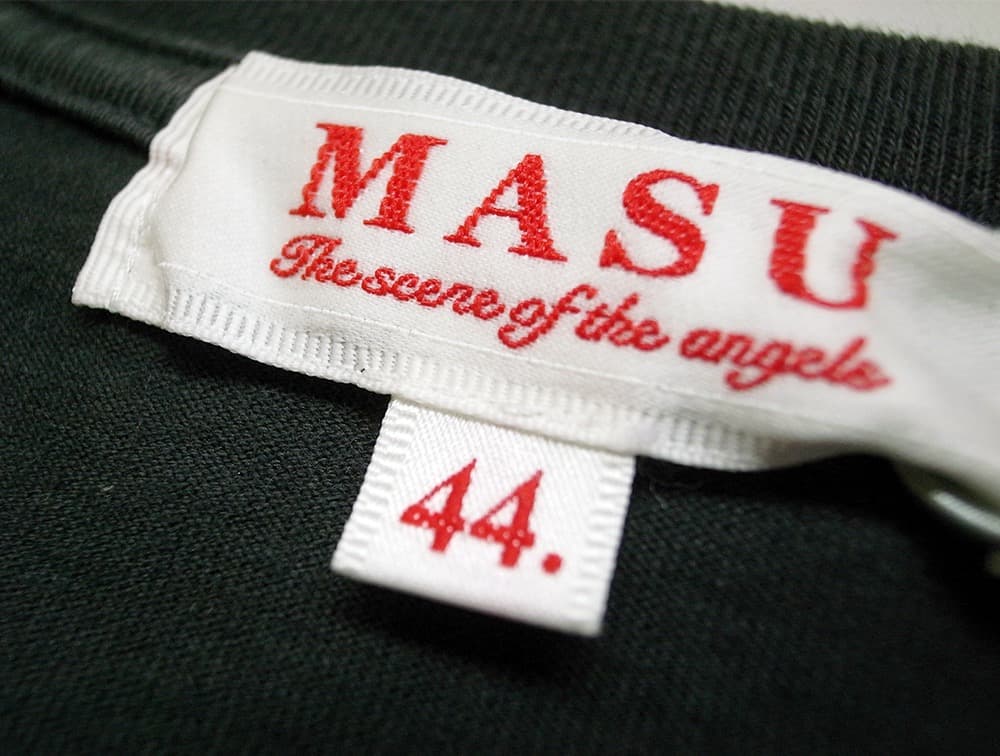 MASU
The scene of the angels
44.